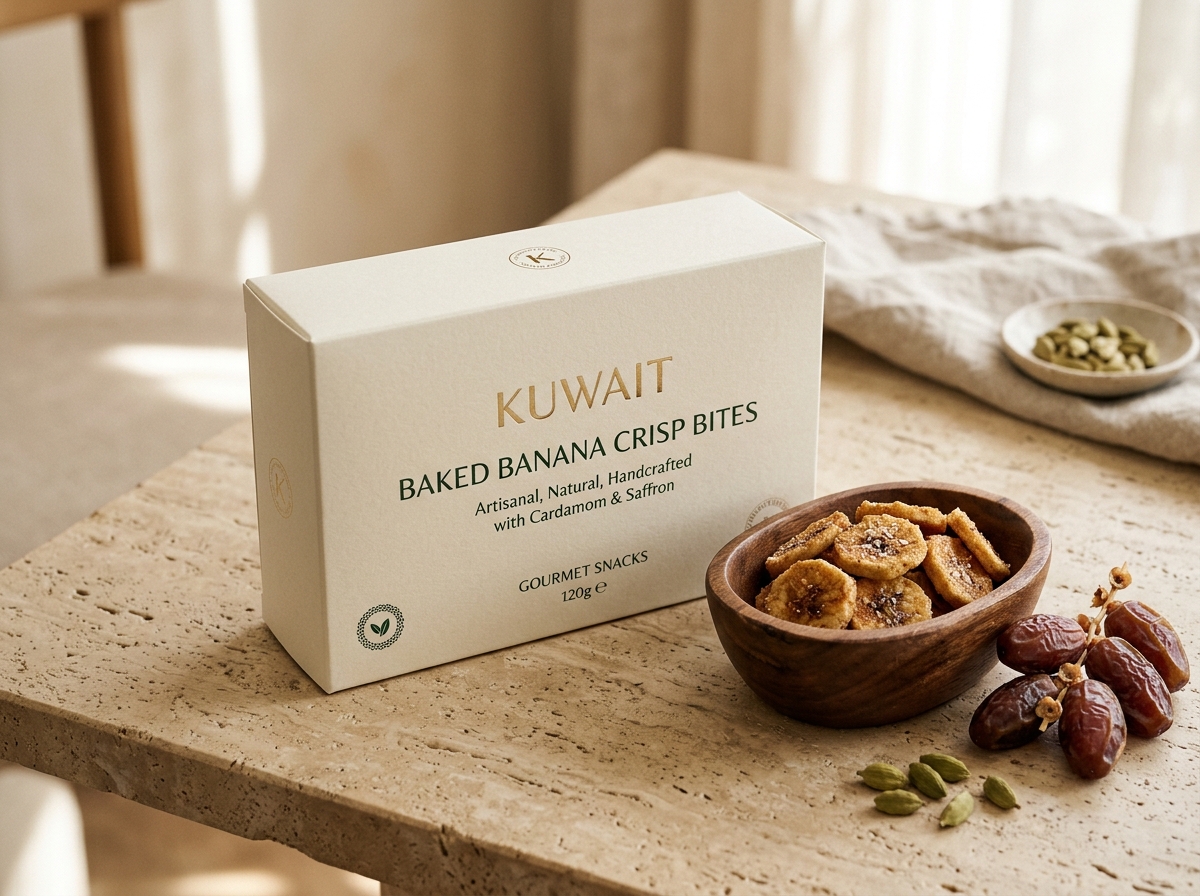 K
KUWAIT
BAKED BANANA CRISP BITES
Artisanal, Natural, Handcrafted
with Cardamom & Saffron
GOURMET SNACKS
120g ℮
K